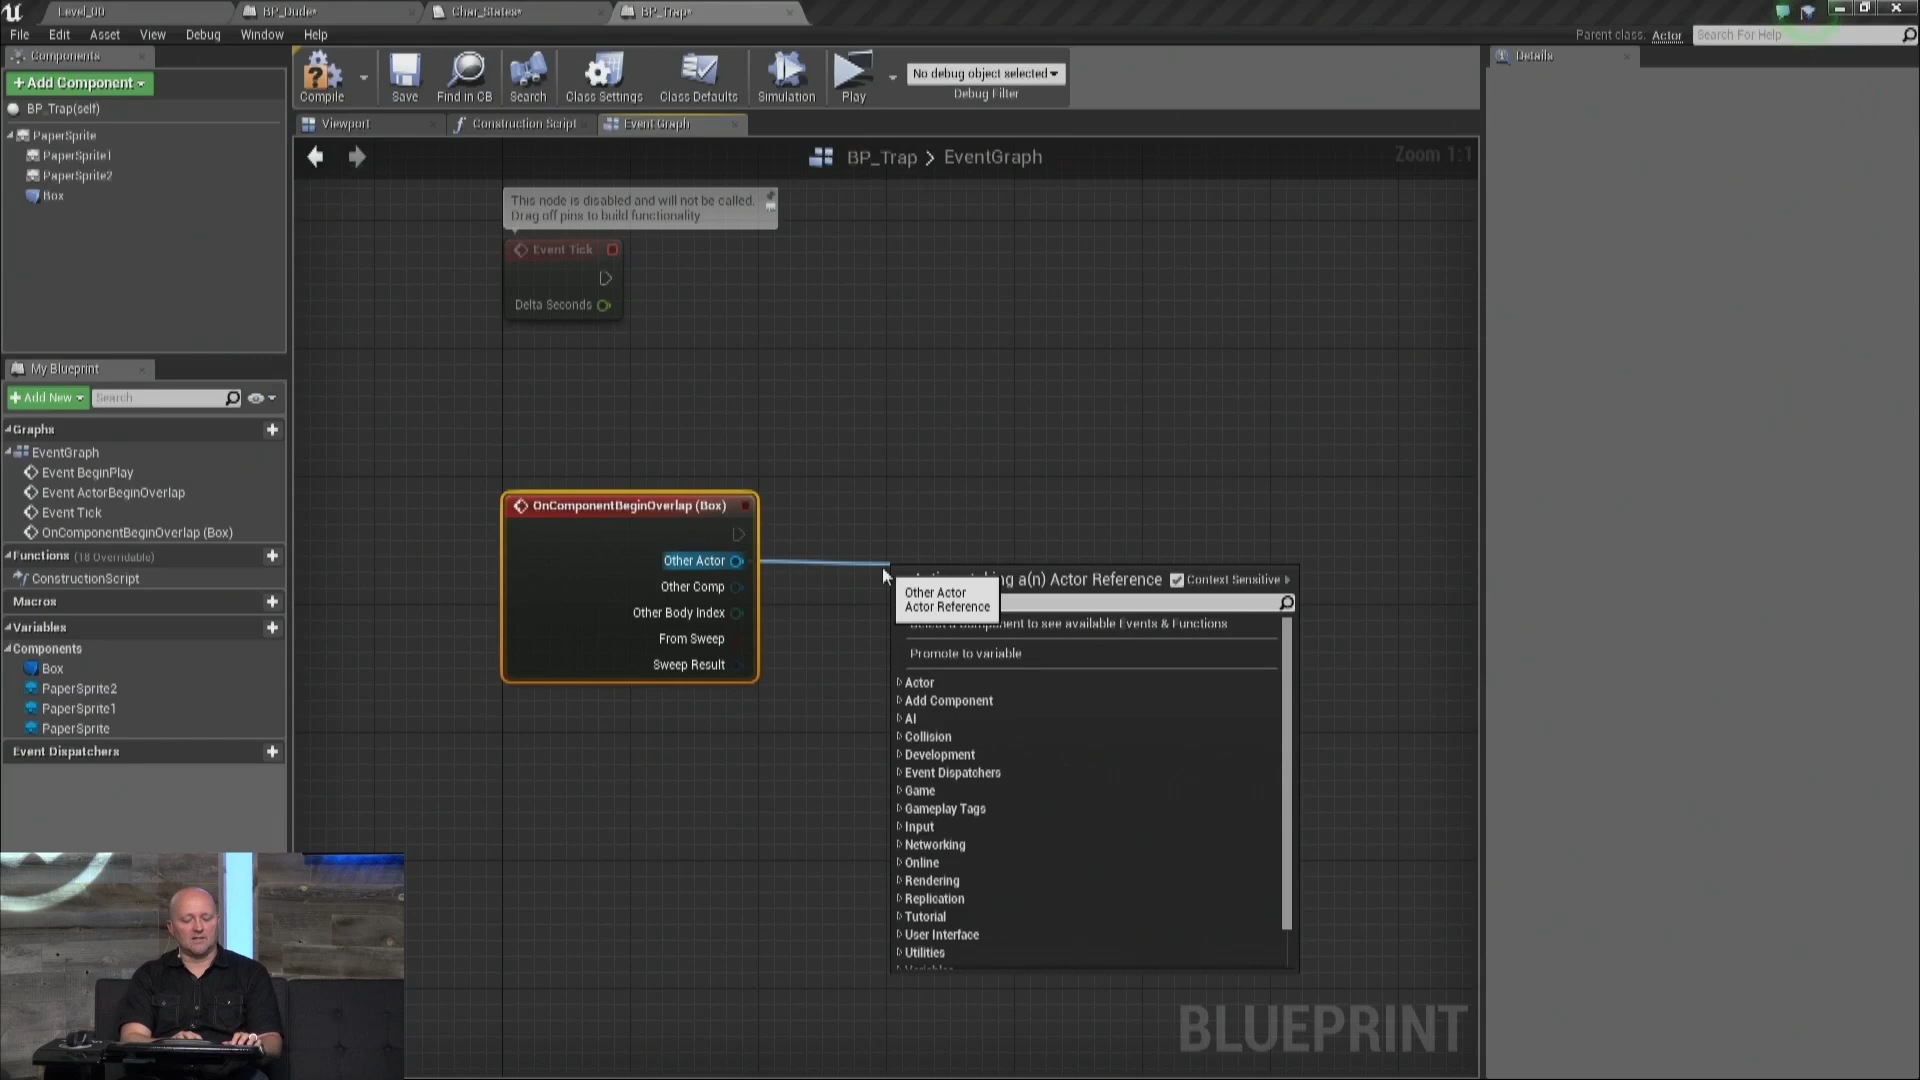 Level_00
BP_Dude*
Char_States*
BP_Trap*
File Edit Asset View Debug Window Help
Parent class: Actor
Search For Help
Components
+Add Component
BP_Trap(self)
PaperSprite
PaperSprite1
PaperSprite2
Box
Compile
Save
Find in CB
Search
Class Settings
Class Defaults
Simulation
Play
No debug object selected
Debug Filter
Details
Viewport
Construction Script
Event Graph
BP_Trap > EventGraph
Zoom 1:1
This node is disabled and will not be called.
Drag off pins to build functionality
Event Tick
Delta Seconds
My Blueprint
+Add New
Search
Graphs
EventGraph
Event BeginPlay
Event ActorBeginOverlap
Event Tick
OnComponentBeginOverlap (Box)
Functions (18 Overridable)
ConstructionScript
Macros
Variables
Components
Box
PaperSprite2
PaperSprite1
PaperSprite
Event Dispatchers
OnComponentBeginOverlap (Box)
Other Actor
Other Comp
Other Body Index
From Sweep
Sweep Result
a(n) Actor Reference
Context Sensitive
Other Actor
Actor Reference
to see available Events & Functions
Promote to variable
Actor
Add Component
AI
Collision
Development
Event Dispatchers
Game
Gameplay Tags
Input
Networking
Online
Rendering
Replication
Tutorial
User Interface
Utilities
BLUEPRINT